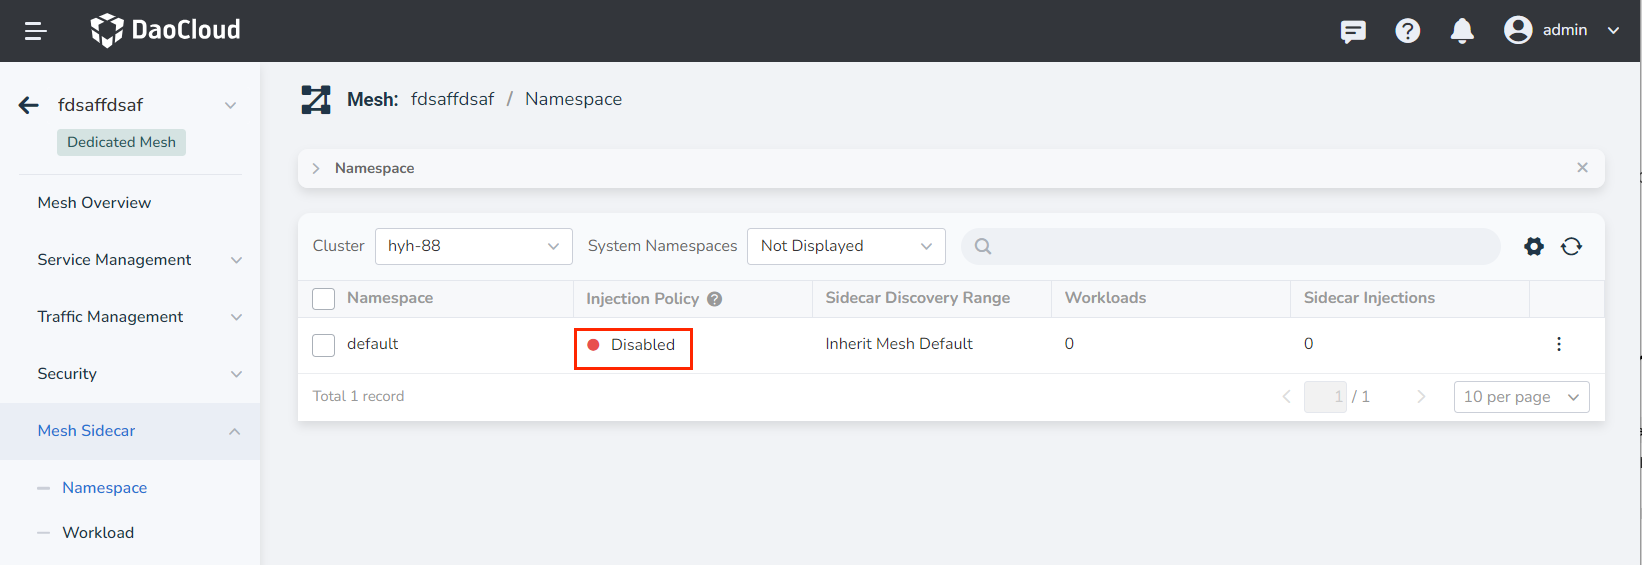 DaoCloud
admin
fdsaffdsaf
Dedicated Mesh
Mesh Overview
Service Management
Traffic Management
Security
Mesh Sidecar
Namespace
Workload
Mesh: fdsaffdsaf / Namespace
Namespace
Cluster hyh-88 System Namespaces Not Displayed
Namespace Injection Policy Sidecar Discovery Range Workloads Sidecar Injections
default Disabled Inherit Mesh Default 0 0
Total 1 record 1 / 1 10 per page